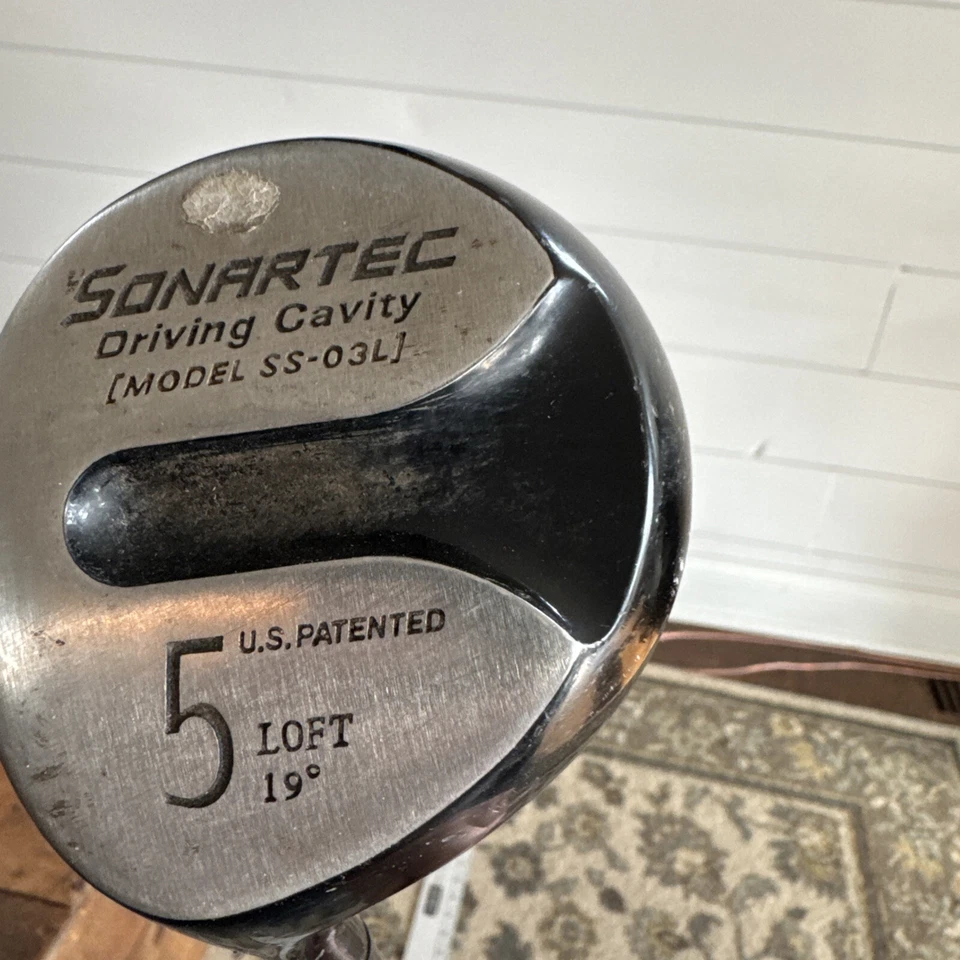 SONARTEC
Driving Cavity
[MODEL SS-03L]
U.S. PATENTED
5
LOFT
19°